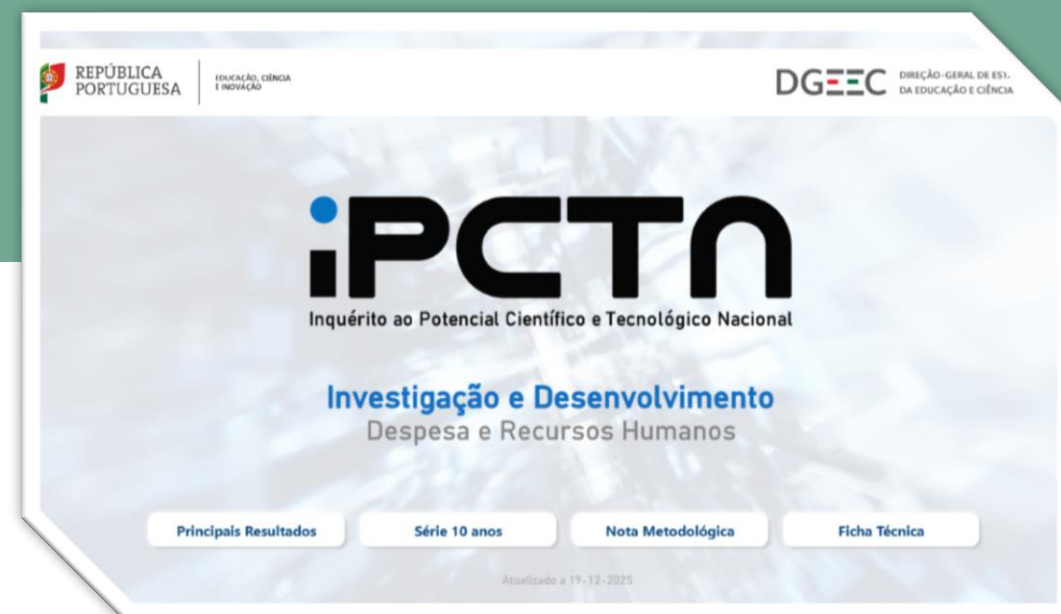 REPÚBLICA
PORTUGUESA
EDUCAÇÃO, CIÊNCIA
E INOVAÇÃO
DGEEC
DIREÇÃO-GERAL DE
DA EDUCAÇÃO E CIÊNCIA
iPCTN
Inquérito ao Potencial Científico e Tecnológico Nacional
Investigação e Desenvolvimento
Despesa e Recursos Humanos
Principais Resultados
Série 10 anos
Nota Metodológica
Ficha Técnica
Atualizado a 19-12-2025